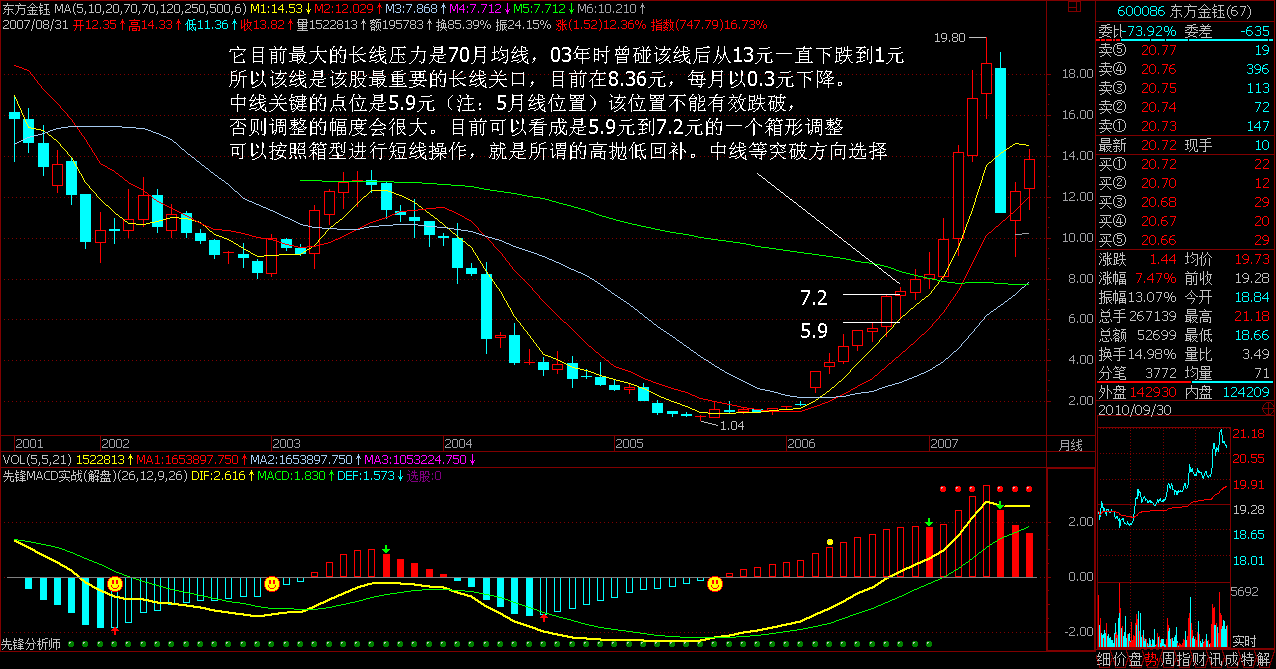 东方金钰 MA(5,10,20,70,70,120,250,500,6) M1:14.53↓ M2:12.029↑ M3:7.868↑ M4:7.712↓ M5:7.712↓ M6:10.210↑
2007/08/31 开12.35↑高14.33↑低11.36↑收13.82↑量1522813↑额195783↑换85.39% 振24.15% 涨(1.52)12.36% 指数(747.79)16.73%
它目前最大的长线压力是70月均线，03年时曾碰该线后从13元一直下跌到1元
所以该线是该股最重要的长线关口，目前在8.36元，每月以0.3元下降。
中线关键的点位是5.9元（注：5月线位置）该位置不能有效跌破，
否则调整的幅度会很大。目前可以看成是5.9元到7.2元的一个箱形调整
可以按照箱型进行短线操作，就是所谓的高抛低回补。中线等突破方向选择
19.80
18.00
16.00
14.00
12.00
10.00
8.00
6.00
4.00
2.00
7.2
5.9
1.04
2001 2002 2003 2004 2005 2006 2007 月线
VOL(5,5,21) 1522813↑MA1:1653897.750↑MA2:1653897.750↑MA3:1053224.750↓
先锋MACD实战(解盘)(26,12,9,26) DIF:2.616↑MACD:1.830↑DEF:1.573↓选股:0
2.00
0.00
-2.00
先锋分析师
600086 东方金钰(67)
委比73.92% 委差 -635
卖⑤ 20.77 19
卖④ 20.76 396
卖③ 20.75 113
卖② 20.74 72
卖① 20.73 147
最新 20.72 现手 10
买① 20.72 22
买② 20.70 12
买③ 20.68 29
买④ 20.67 20
买⑤ 20.66 29
涨跌 1.44 均价 19.73
涨幅 7.47% 前收 19.28
振幅13.07% 今开 18.84
总手267139 最高 21.18
总额 52699 最低 18.66
换手14.98% 量比 3.49
分笔 3772 均量 71
外盘142930 内盘 124209
2010/09/30
21.18
20.55
19.91
19.28
18.65
18.01
5692
实时
细价盘势周指财讯成特解